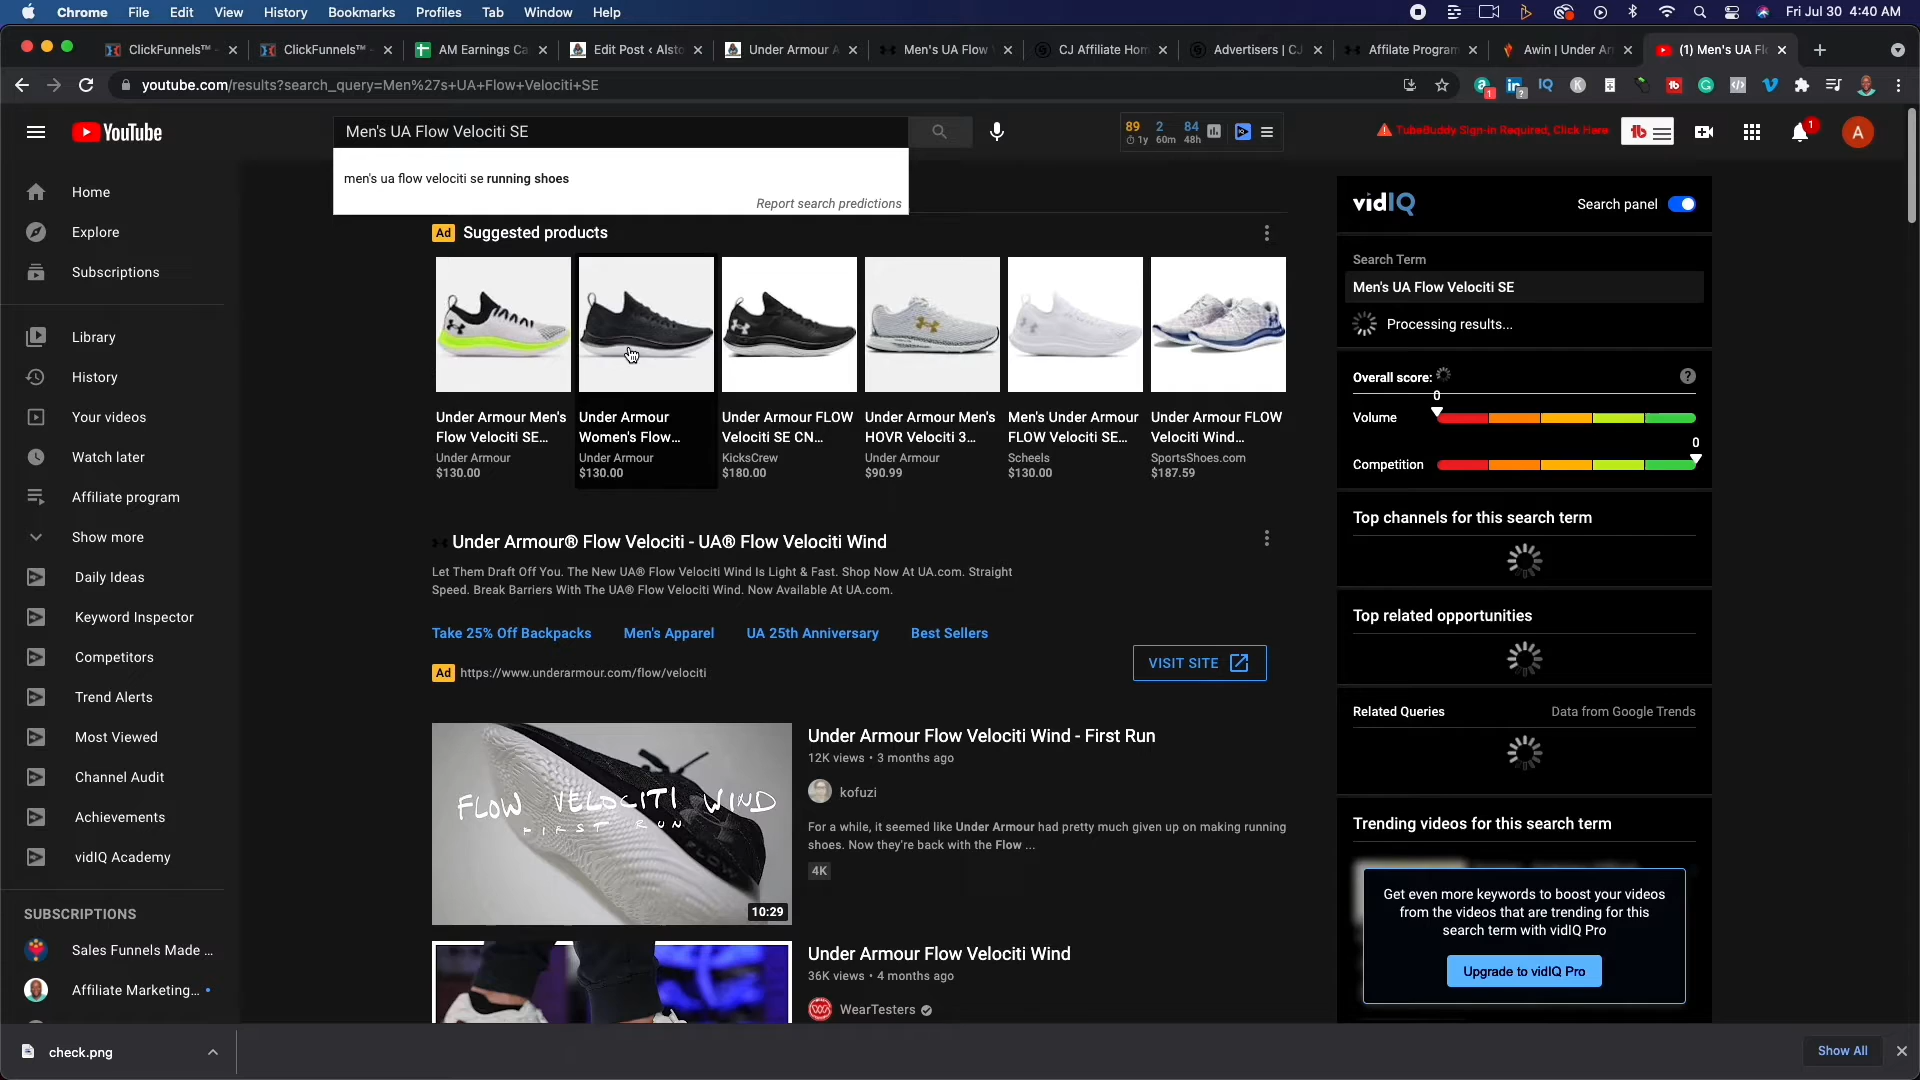 Chrome File Edit View History Bookmarks Profiles Tab Window Help Fri Jul 30 4:40 AM
ClickFunnels™ ClickFunnels™ AM Earnings Ca Edit Post ‹ Alsto Under Armour A Men's UA Flow CJ Affiliate Hom Advertisers | CJ Affilate Program Awin | Under Ar (1) Men's UA Fl
youtube.com/results?search_query=Men%27s+UA+Flow+Velociti+SE
YouTube
Men's UA Flow Velociti SE
89 2 84
1y 60m 48h
TubeBuddy Sign-in Required, Click Here
1
A
men's ua flow velociti se running shoes
Report search predictions
Home
Explore
Subscriptions
Library
History
Your videos
Watch later
Affiliate program
Show more
Daily Ideas
Keyword Inspector
Competitors
Trend Alerts
Most Viewed
Channel Audit
Achievements
vidIQ Academy
SUBSCRIPTIONS
Sales Funnels Made ...
Affiliate Marketing...
Ad Suggested products
Under Armour Men's Flow Velociti SE...
Under Armour
$130.00
Under Armour Women's Flow...
Under Armour
$130.00
Under Armour FLOW Velociti SE CN...
KicksCrew
$180.00
Under Armour Men's HOVR Velociti 3...
Under Armour
$90.99
Men's Under Armour FLOW Velociti SE...
Scheels
$130.00
Under Armour FLOW Velociti Wind...
SportsShoes.com
$187.59
Under Armour® Flow Velociti - UA® Flow Velociti Wind
Let Them Draft Off You. The New UA® Flow Velociti Wind Is Light & Fast. Shop Now At UA.com. Straight
Speed. Break Barriers With The UA® Flow Velociti Wind. Now Available At UA.com.
Take 25% Off Backpacks Men's Apparel UA 25th Anniversary Best Sellers
Ad https://www.underarmour.com/flow/velociti
VISIT SITE
FLOW VELOCITI WIND
FIRST RUN
FLOW
10:29
Under Armour Flow Velociti Wind - First Run
12K views • 3 months ago
kofuzi
For a while, it seemed like Under Armour had pretty much given up on making running
shoes. Now they're back with the Flow ...
4K
Under Armour Flow Velociti Wind
36K views • 4 months ago
WearTesters
vidIQ
Search panel
Search Term
Men's UA Flow Velociti SE
Processing results...
Overall score:
0
Volume
0
Competition
Top channels for this search term
Top related opportunities
Related Queries Data from Google Trends
Trending videos for this search term
Get even more keywords to boost your videos
from the videos that are trending for this
search term with vidIQ Pro
Upgrade to vidIQ Pro
check.png
Show All